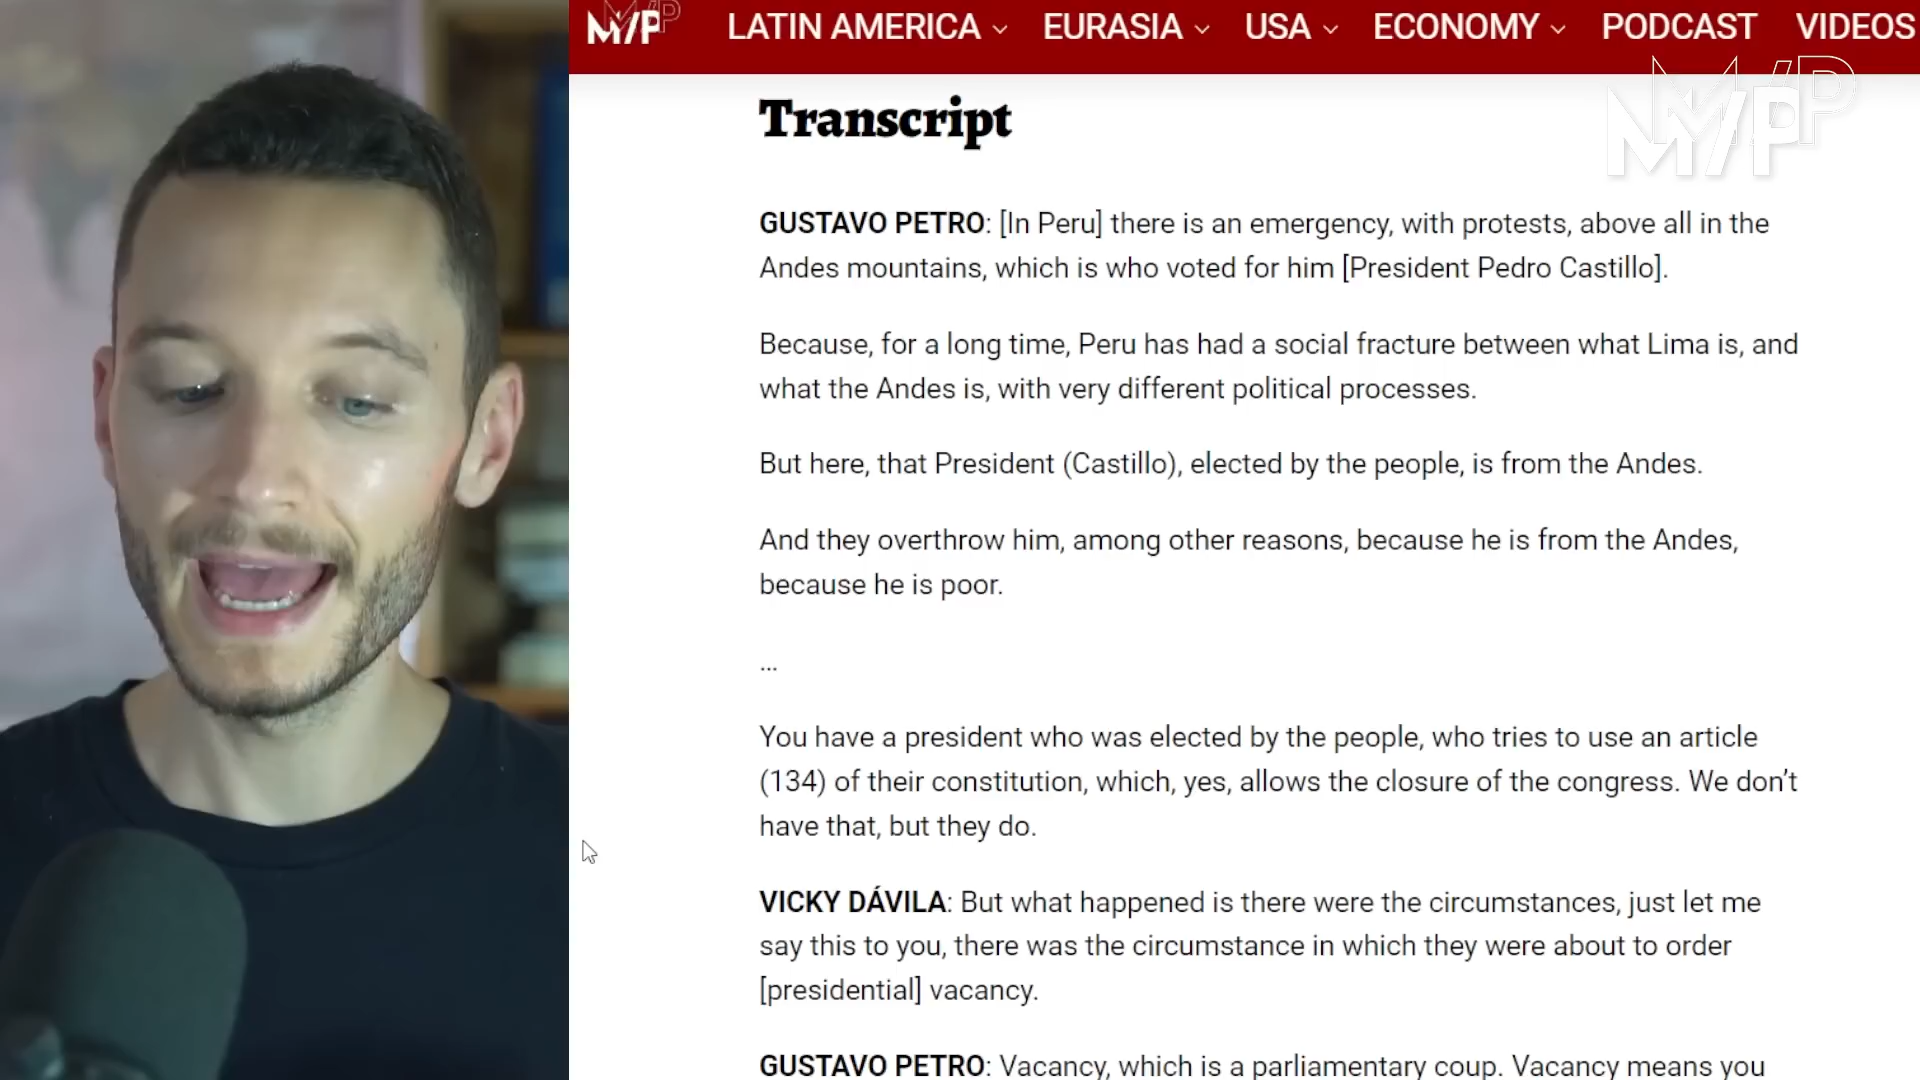 M/P LATIN AMERICA EURASIA USA ECONOMY PODCAST VIDEOS
M/P
Transcript
GUSTAVO PETRO: [In Peru] there is an emergency, with protests, above all in the
Andes mountains, which is who voted for him [President Pedro Castillo].
Because, for a long time, Peru has had a social fracture between what Lima is, and
what the Andes is, with very different political processes.
But here, that President (Castillo), elected by the people, is from the Andes.
And they overthrow him, among other reasons, because he is from the Andes,
because he is poor.
...
You have a president who was elected by the people, who tries to use an article
(134) of their constitution, which, yes, allows the closure of the congress. We don’t
have that, but they do.
VICKY DÁVILA: But what happened is there were the circumstances, just let me
say this to you, there was the circumstance in which they were about to order
[presidential] vacancy.
GUSTAVO PETRO: Vacancy, which is a parliamentary coup. Vacancy means you